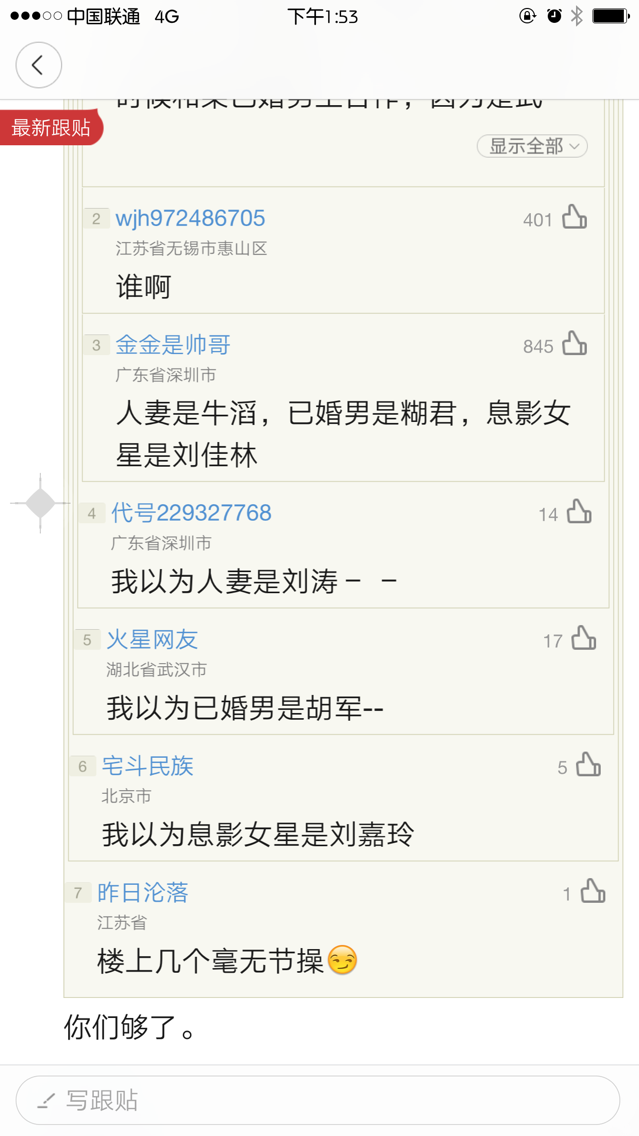 中国联通 4G 下午1:53
最新跟贴
显示全部
2 wjh972486705 401
江苏省无锡市惠山区
谁啊
3 金金是帅哥 845
广东省深圳市
人妻是牛滔，已婚男是糊君，息影女
星是刘佳林
4 代号229327768 14
广东省深圳市
我以为人妻是刘涛－ －
5 火星网友 17
湖北省武汉市
我以为已婚男是胡军--
6 宅斗民族 5
北京市
我以为息影女星是刘嘉玲
7 昨日沦落 1
江苏省
楼上几个毫无节操😏
你们够了。
写跟贴